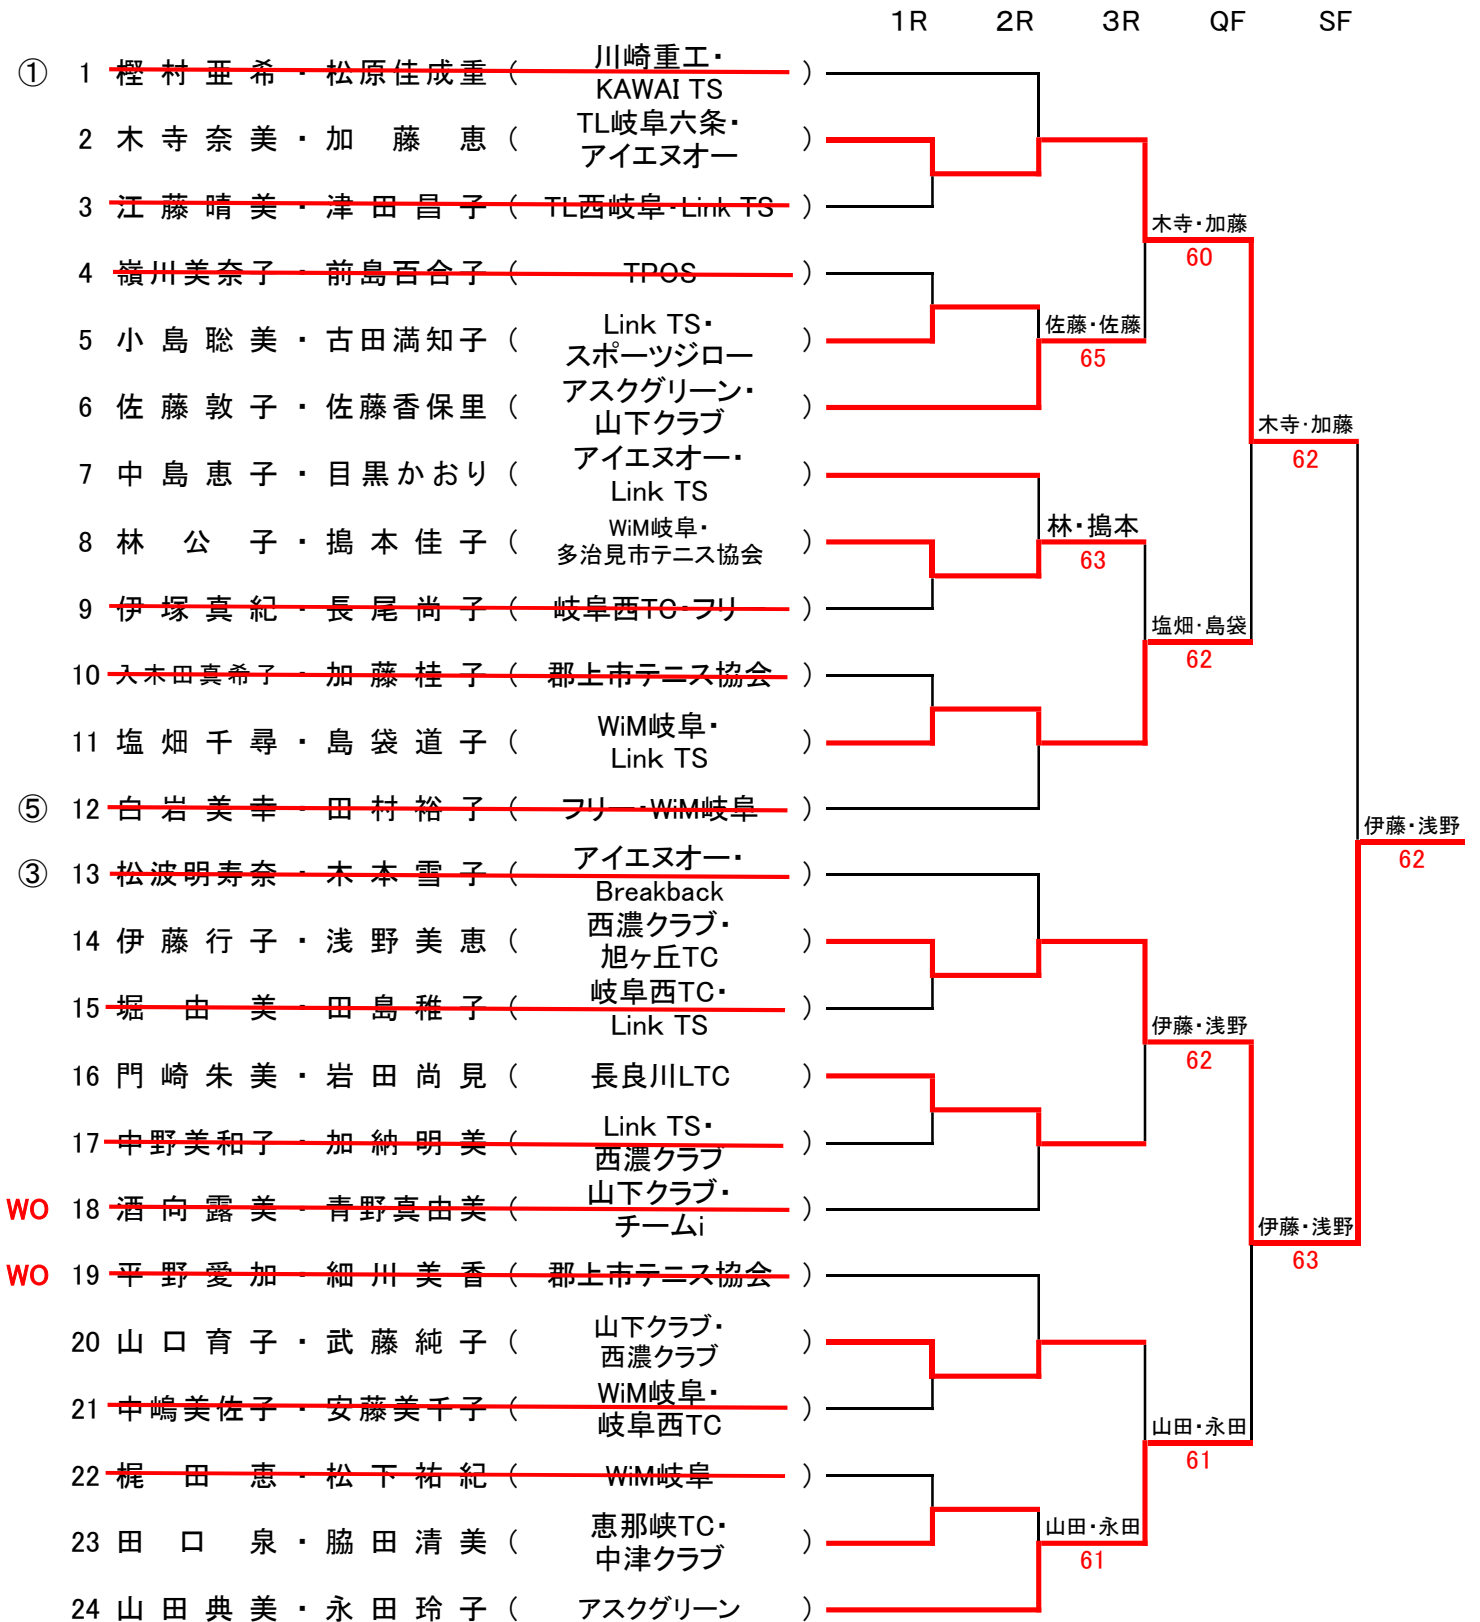 1R 2R 3R QF SF
① 1 樫村亜希・松原佳成重（川崎重工・
KAWAI TS）
2 木寺奈美・加藤恵（TL岐阜六条・
アイエヌオー）
3 江藤晴美・津田昌子（TL西岐阜・Link TS）
木寺・加藤
60
4 嶺川美奈子・前島百合子（TPOS）
5 小島聡美・古田満知子（Link TS・
スポーツジロー）
佐藤・佐藤
65
6 佐藤敦子・佐藤香保里（アスクグリーン・
山下クラブ）
木寺・加藤
62
7 中島恵子・目黒かおり（アイエヌオー・
Link TS）
8 林公子・搗本佳子（WiM岐阜・
多治見市テニス協会）
林・搗本
63
9 伊塚真紀・長尾尚子（岐阜西TC・フリー）
塩畑・島袋
62
10 入木田真希子・加藤桂子（郡上市テニス協会）
11 塩畑千尋・島袋道子（WiM岐阜・
Link TS）
⑤ 12 白岩美幸・田村裕子（フリー・WiM岐阜）
伊藤・浅野
62
③ 13 松波明寿奈・木本雪子（アイエヌオー・
Breakback）
14 伊藤行子・浅野美恵（西濃クラブ・
旭ヶ丘TC）
15 堀由美・田島稚子（岐阜西TC・
Link TS）
伊藤・浅野
62
16 門崎朱美・岩田尚見（長良川LTC）
17 中野美和子・加納明美（Link TS・
西濃クラブ）
WO 18 酒向露美・青野真由美（山下クラブ・
チームi）
伊藤・浅野
63
WO 19 平野愛加・細川美香（郡上市テニス協会）
20 山口育子・武藤純子（山下クラブ・
西濃クラブ）
21 中嶋美佐子・安藤美千子（WiM岐阜・
岐阜西TC）
山田・永田
61
22 梶田恵・松下祐紀（WiM岐阜）
23 田口泉・脇田清美（恵那峡TC・
中津クラブ）
山田・永田
61
24 山田典美・永田玲子（アスクグリーン）